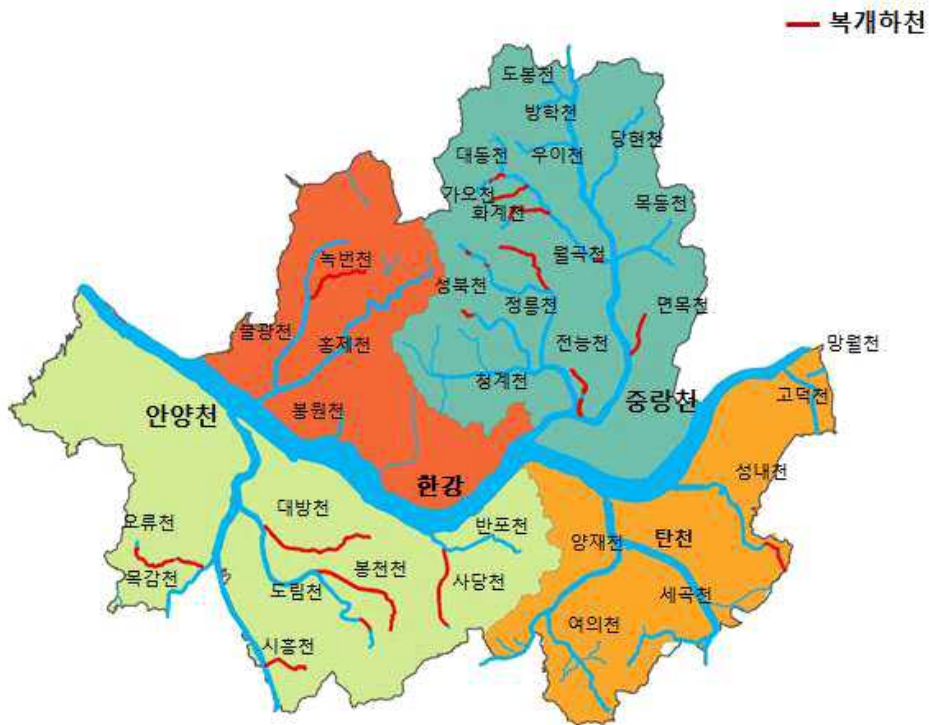 복개하천
도봉천
방학천
당현천
대동천
우이천
가오천
목동천
화계천
녹번천
월곡천
성북천
정릉천
면목천
불광천
홍제천
전능천
망월천
청계천
고덕천
봉원천
중랑천
안양천
한강
성내천
대방천
오류천
반포천
양재천
탄천
목감천
봉천천
사당천
도림천
세곡천
여의천
시흥천